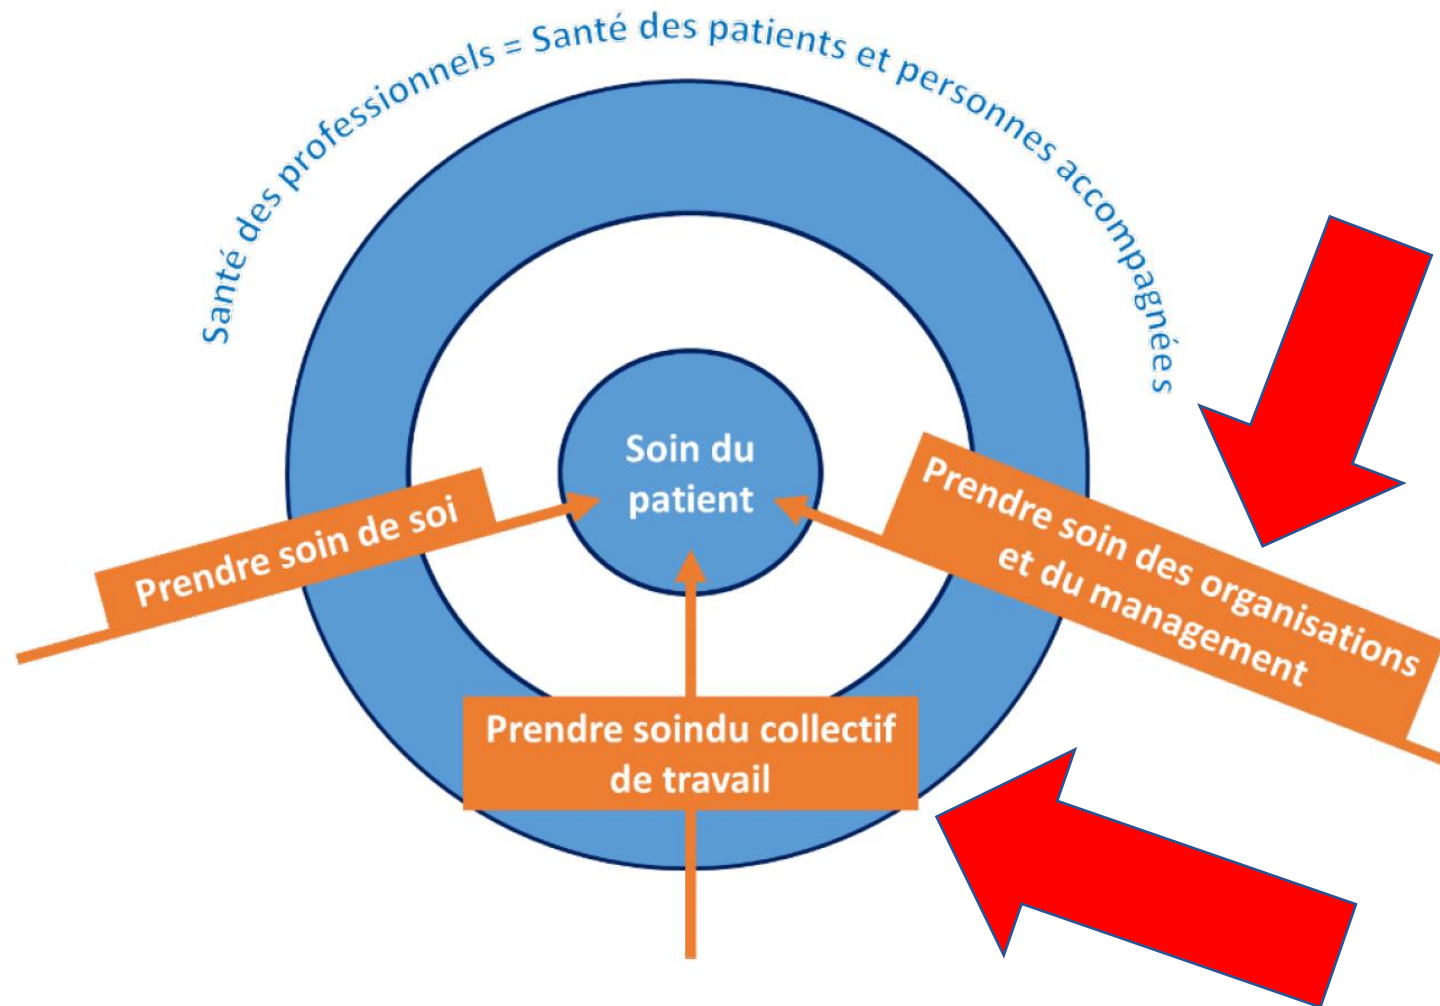 Santé des professionnels = Santé des patients et personnes accompagnées
Soin du
patient
Prendre soin de soi
Prendre soin des organisations
et du management
Prendre soindu collectif
de travail